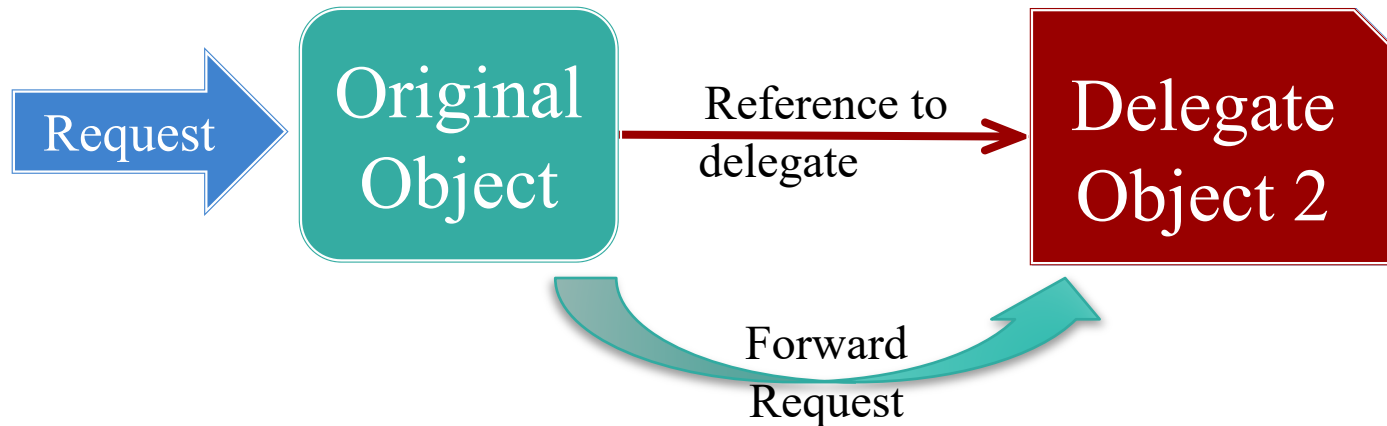 Request
Original
Object
Reference to
delegate
Delegate
Object 2
Forward
Request